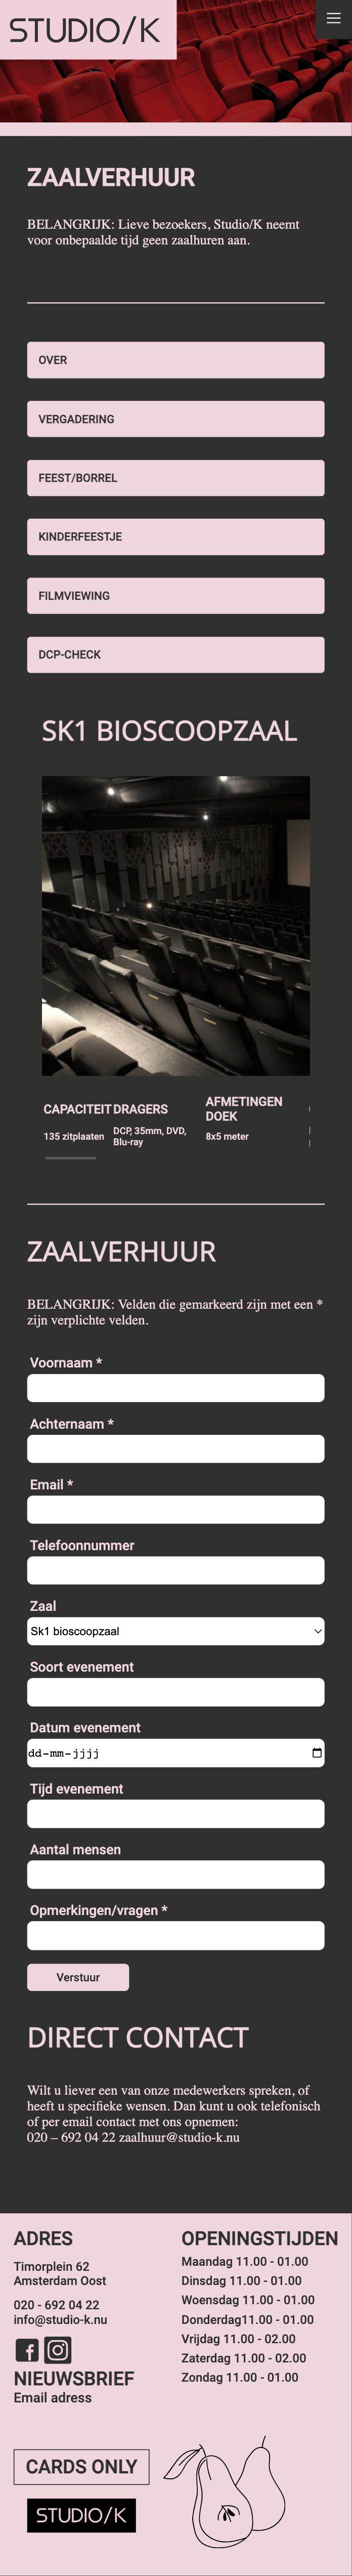 STUDIO/K
ZAALVERHUUR
BELANGRIJK: Lieve bezoekers, Studio/K neemt
voor onbepaalde tijd geen zaalhuren aan.
OVER
VERGADERING
FEEST/BORREL
KINDERFEESTJE
FILMVIEWING
DCP-CHECK
SK1 BIOSCOOPZAAL
CAPACITEIT DRAGERS AFMETINGEN
DOEK
135 zitplaaten DCP, 35mm, DVD, 8x5 meter
Blu-ray
ZAALVERHUUR
BELANGRIJK: Velden die gemarkeerd zijn met een *
zijn verplichte velden.
Voornaam *
Achternaam *
Email *
Telefoonnummer
Zaal
Sk1 bioscoopzaal
Soort evenement
Datum evenement
dd-mm-jjjj
Tijd evenement
Aantal mensen
Opmerkingen/vragen *
Verstuur
DIRECT CONTACT
Wilt u liever een van onze medewerkers spreken, of
heeft u specifieke wensen. Dan kunt u ook telefonisch
of per email contact met ons opnemen:
020 – 692 04 22 zaalhuur@studio-k.nu
ADRES
Timorplein 62
Amsterdam Oost
020 - 692 04 22
info@studio-k.nu
NIEUWSBRIEF
Email adress
OPENINGSTIJDEN
Maandag 11.00 - 01.00
Dinsdag 11.00 - 01.00
Woensdag 11.00 - 01.00
Donderdag11.00 - 01.00
Vrijdag 11.00 - 02.00
Zaterdag 11.00 - 02.00
Zondag 11.00 - 01.00
CARDS ONLY
STUDIO/K